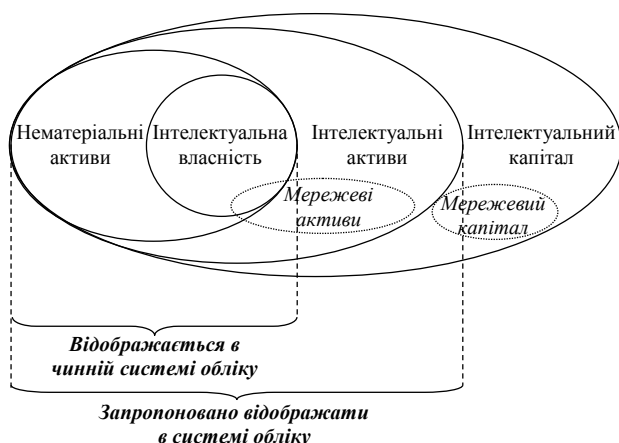 Нематеріальні
активи
Інтелектуальна
власність
Інтелектуальні
активи
Інтелектуальний
капітал
Мережеві
активи
Мережевий
капітал
Відображається в
чинній системі обліку
Запропоновано відображати
в системі обліку